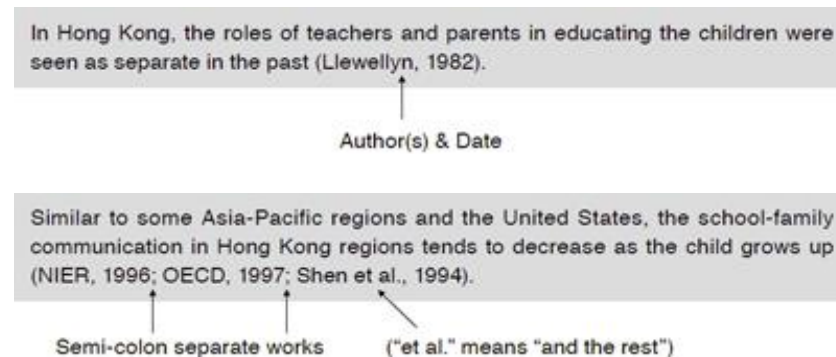 In Hong Kong, the roles of teachers and parents in educating the children were
seen as separate in the past (Llewellyn, 1982).
Author(s) & Date
Similar to some Asia-Pacific regions and the United States, the school-family
communication in Hong Kong regions tends to decrease as the child grows up
(NIER, 1996; OECD, 1997; Shen et al., 1994).
Semi-colon separate works ("et al." means "and the rest")